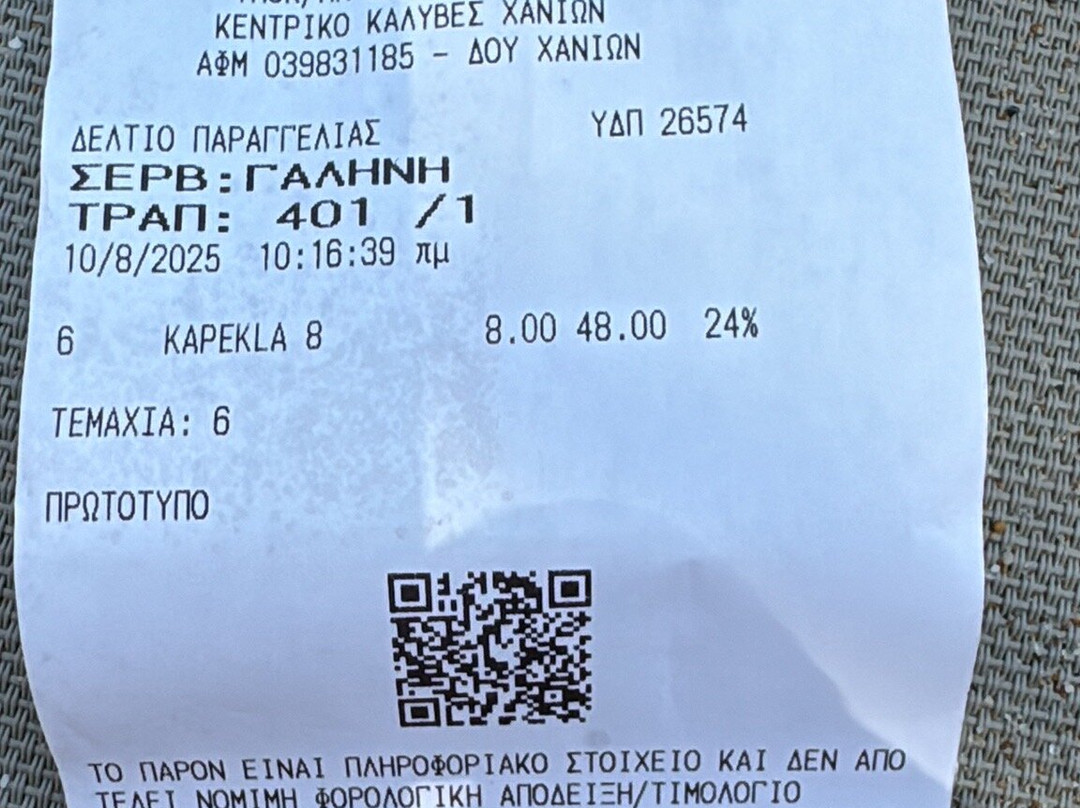 ΚΕΝΤΡΙΚΟ ΚΑΛΥΒΕΣ ΧΑΝΙΩΝ
ΑΦΜ 039831185 - ΔΟΥ ΧΑΝΙΩΝ
ΔΕΛΤΙΟ ΠΑΡΑΓΓΕΛΙΑΣ ΥΔΠ 26574
ΣΕΡΒ:ΓΑΛΗΝΗ
ΤΡΑΠ: 401 /1
10/8/2025 10:16:39 πμ
6 KAPEKLA 8 8.00 48.00 24%
ΤΕΜΑΧΙΑ: 6
ΠΡΩΤΟΤΥΠΟ
ΤΟ ΠΑΡΟΝ ΕΙΝΑΙ ΠΛΗΡΟΦΟΡΙΑΚΟ ΣΤΟΙΧΕΙΟ ΚΑΙ ΔΕΝ ΑΠΟ
ΤΕΛΕΙ ΝΟΜΙΜΗ ΦΟΡΟΛΟΓΙΚΗ ΑΠΟΔΕΙΞΗ/ΤΙΜΟΛΟΓΙΟ